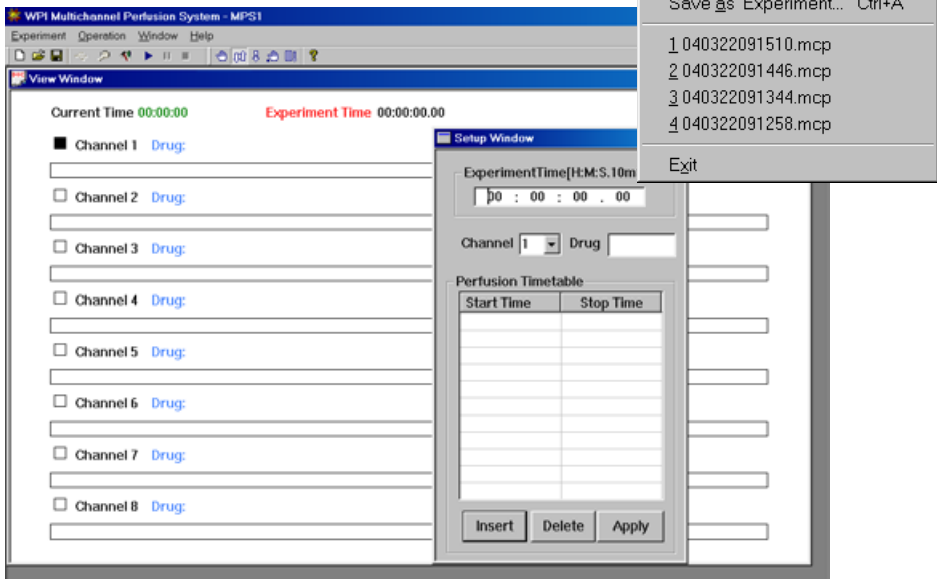 WPI Multichannel Perfusion System - MPS1
Experiment Operation Window Help
View Window
Current Time 00:00:00 Experiment Time 00:00:00.00
Channel 1 Drug:
Channel 2 Drug:
Channel 3 Drug:
Channel 4 Drug:
Channel 5 Drug:
Channel 6 Drug:
Channel 7 Drug:
Channel 8 Drug:
Setup Window
ExperimentTime[H:M:S.10m
00 : 00 : 00 . 00
Channel 1 Drug
Perfusion Timetable
Start Time Stop Time
Insert Delete Apply
Save as Experiment... Ctrl+A
1 040322091510.mcp
2 040322091446.mcp
3 040322091344.mcp
4 040322091258.mcp
Exit